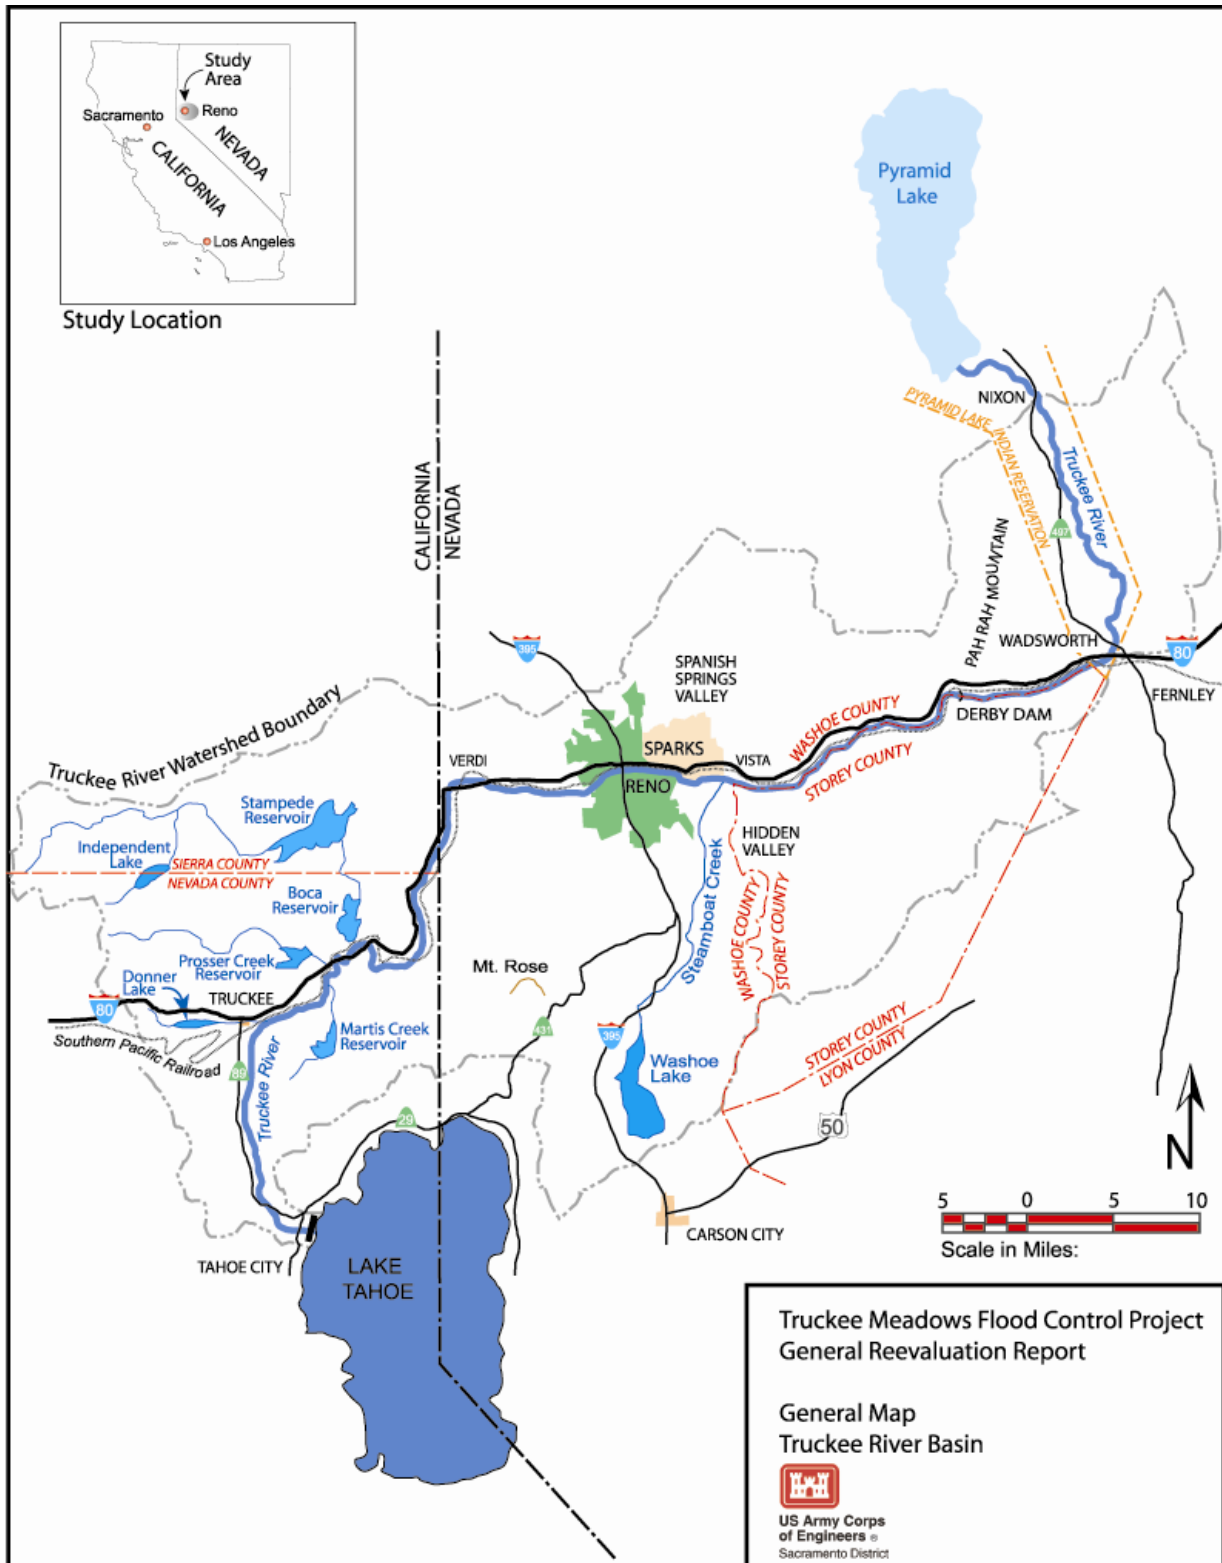 Study
Area
Reno
Sacramento
NEVADA
CALIFORNIA
Los Angeles
Study Location
Pyramid
Lake
NIXON
PYRAMID LAKE INDIAN RESERVATION
Truckee River
497
CALIFORNIA
NEVADA
PAH RAH MOUNTAIN
WADSWORTH
80
FERNLEY
395
SPANISH
SPRINGS
VALLEY
WASHOE COUNTY
DERBY DAM
STOREY COUNTY
Truckee River Watershed Boundary
VERDI
SPARKS
VISTA
RENO
Stampede
Reservoir
Independent
Lake
SIERRA COUNTY
NEVADA COUNTY
HIDDEN
VALLEY
Boca
Reservoir
Steamboat Creek
WASHOE COUNTY
STOREY COUNTY
Prosser Creek
Reservoir
Mt. Rose
Donner
Lake
TRUCKEE
80
Southern Pacific Railroad
Martis Creek
Reservoir
431
395
Washoe
Lake
STOREY COUNTY
LYON COUNTY
89
Truckee River
29
50
N
TAHOE CITY
CARSON CITY
LAKE
TAHOE
5 0 5 10
Scale in Miles:
Truckee Meadows Flood Control Project
General Reevaluation Report
General Map
Truckee River Basin
US Army Corps
of Engineers ®
Sacramento District